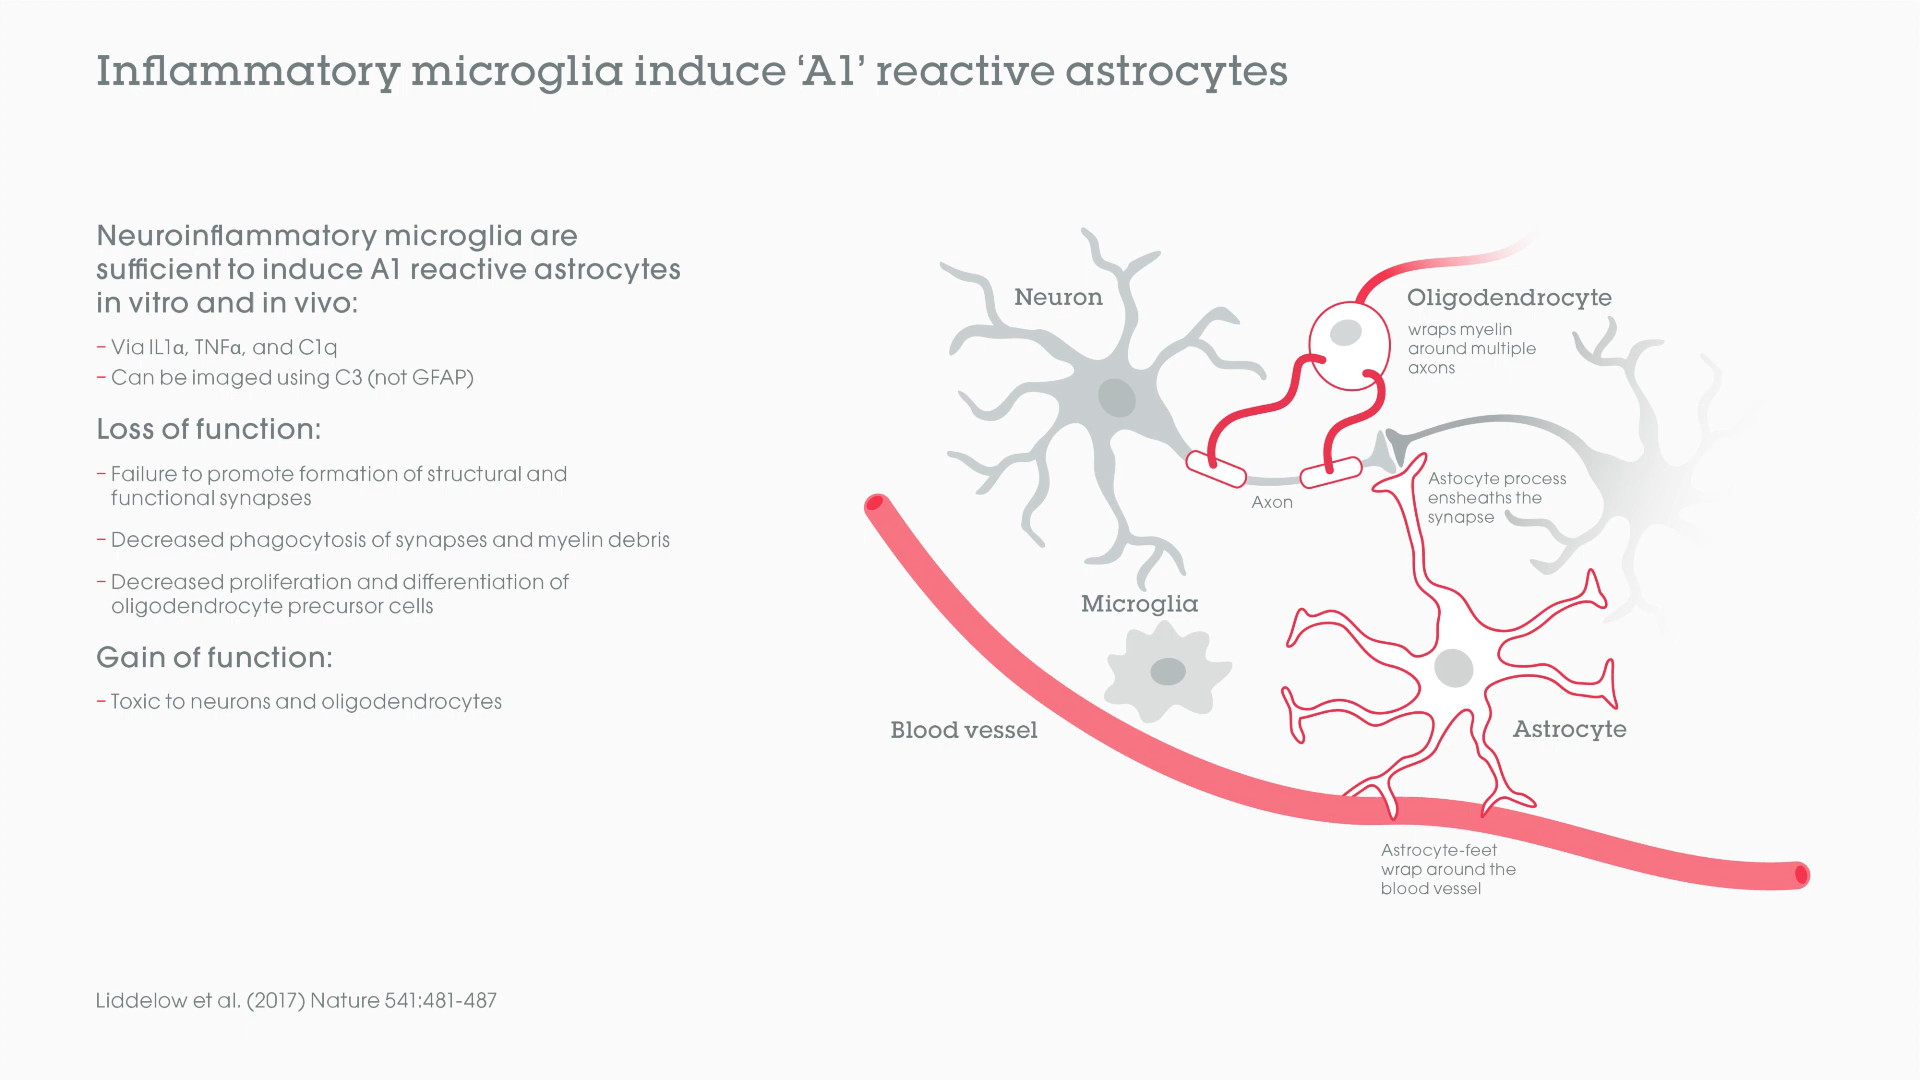 Inflammatory microglia induce ‘A1’ reactive astrocytes
Neuroinflammatory microglia are
sufficient to induce A1 reactive astrocytes
in vitro and in vivo:
– Via IL1α, TNFα, and C1q
– Can be imaged using C3 (not GFAP)
Loss of function:
– Failure to promote formation of structural and
functional synapses
– Decreased phagocytosis of synapses and myelin debris
– Decreased proliferation and differentiation of
oligodendrocyte precursor cells
Gain of function:
– Toxic to neurons and oligodendrocytes
Liddelow et al. (2017) Nature 541:481-487
Neuron
Oligodendrocyte
wraps myelin
around multiple
axons
Axon
Astocyte process
ensheaths the
synapse
Microglia
Blood vessel
Astrocyte
Astrocyte-feet
wrap around the
blood vessel